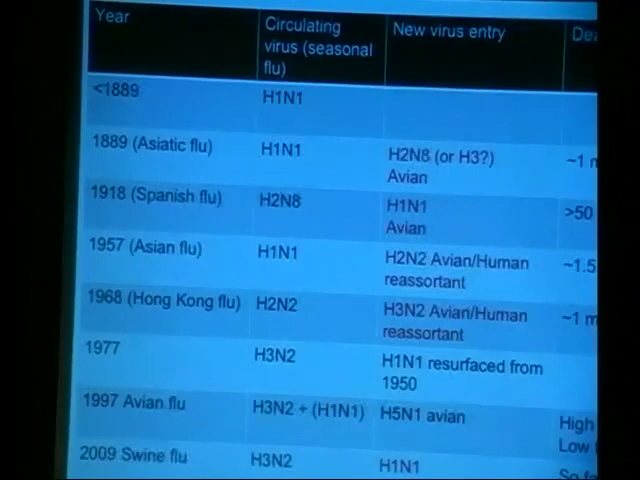 Year Circulating virus (seasonal flu) New virus entry
<1889 H1N1
1889 (Asiatic flu) H1N1 H2N8 (or H3?) Avian ~1
1918 (Spanish flu) H2N8 H1N1 Avian >50
1957 (Asian flu) H1N1 H2N2 Avian/Human reassortant ~1.5
1968 (Hong Kong flu) H2N2 H3N2 Avian/Human reassortant ~1
1977 H3N2 H1N1 resurfaced from 1950
1997 Avian flu H3N2 + (H1N1) H5N1 avian High Low
2009 Swine flu H3N2 H1N1 So